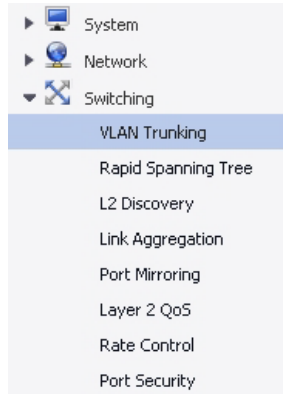 System
Network
Switching
VLAN Trunking
Rapid Spanning Tree
L2 Discovery
Link Aggregation
Port Mirroring
Layer 2 QoS
Rate Control
Port Security